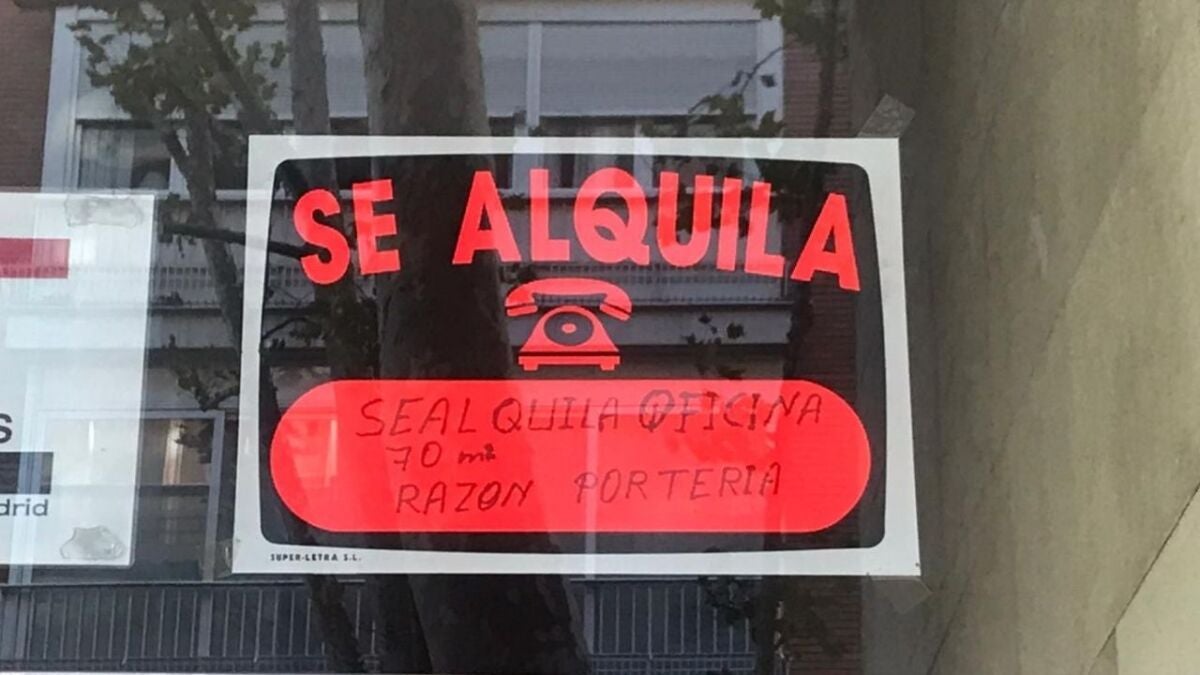 SE ALQUILA
SEALQUILA OFICINA
70 m²
RAZON PORTERIA
SUPER-LETRA S.L.
S
drid